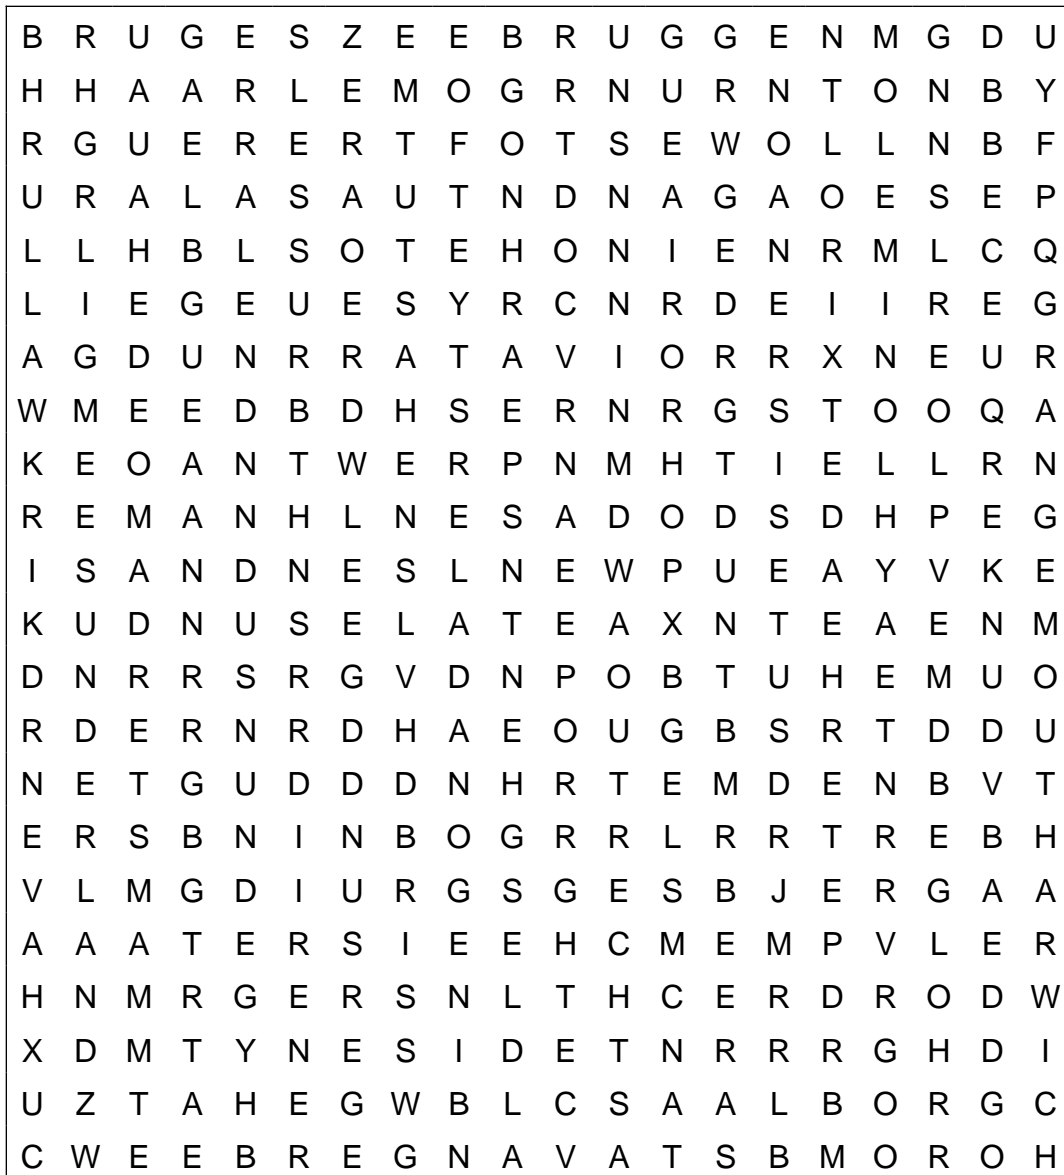 B R U G E S Z E E B R U G G E N M G D U
H H A A R L E M O G R N U R N T O N B Y
R G U E R E R T F O T S E W O L L N B F
U R A L A S A U T N D N A G A O E S E P
L L H B L S O T E H O N I E N R M L C Q
L I E G E U E S Y R C N R D E I I R E G
A G D U N R R A T A V I O R R X N E U R
W M E E D B D H S E R N R G S T O O Q A
K E O A N T W E R P N M H T I E L L R N
R E M A N H L N E S A D O D S D H P E G
I S A N D N E S L N E W P U E A Y V K E
K U D N U S E L A T E A X N T E A E N M
D N R R S R G V D N P O B T U H E M U O
R D E R N R D H A E O U G B S R T D D U
N E T G U D D D N H R T E M D E N B V T
E R S B N I N B O G R R L R R T R E B H
V L M G D I U R G S G E S B J E R G A A
A A A T E R S I E E H C M E M P V L E R
H N M R G E R S N L T H C E R D R O D W
X D M T Y N E S I D E T N R R R G H D I
U Z T A H E G W B L C S A A L B O R G C
C W E E B R E G N A V A T S B M O R O H